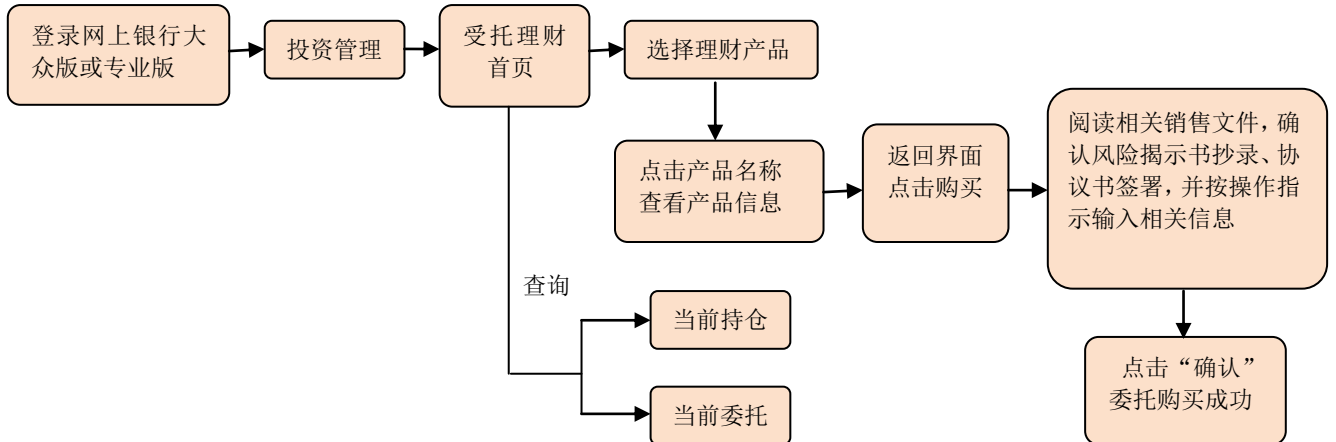 登录网上银行大
众版或专业版
投资管理
受托理财
首页
选择理财产品
点击产品名称
查看产品信息
返回界面
点击购买
阅读相关销售文件，确
认风险揭示书抄录、协
议书签署，并按操作指
示输入相关信息
点击“确认”
委托购买成功
查询
当前持仓
当前委托